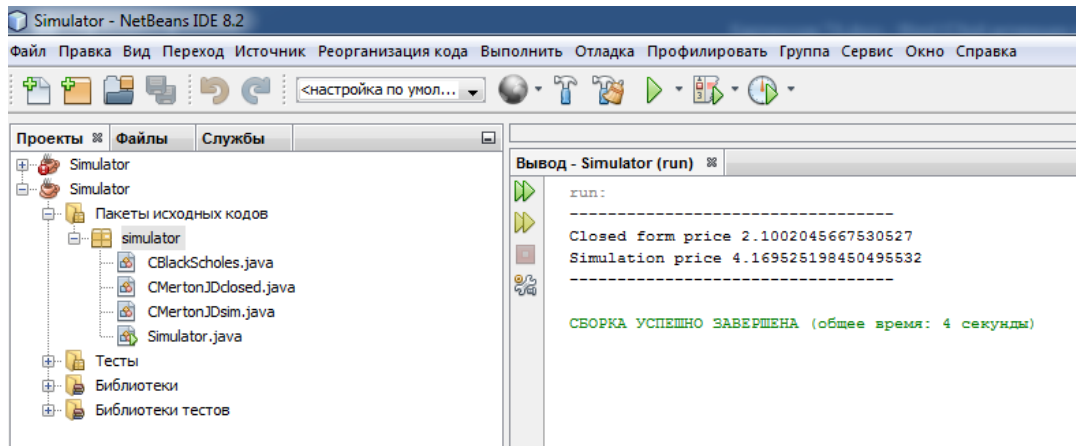 Simulator - NetBeans IDE 8.2
Файл Правка Вид Переход Источник Реорганизация кода Выполнить Отладка Профилировать Группа Сервис Окно Справка
<настройка по умол...
Проекты Файлы Службы
Simulator
Simulator
Пакеты исходных кодов
simulator
CBlackScholes.java
CMertonJDclosed.java
CMertonJDsim.java
Simulator.java
Тесты
Библиотеки
Библиотеки тестов
Вывод - Simulator (run)
run:
----------------------------------
Closed form price 2.1002045667530527
Simulation price 4.169525198450495532
----------------------------------
СБОРКА УСПЕШНО ЗАВЕРШЕНА (общее время: 4 секунды)